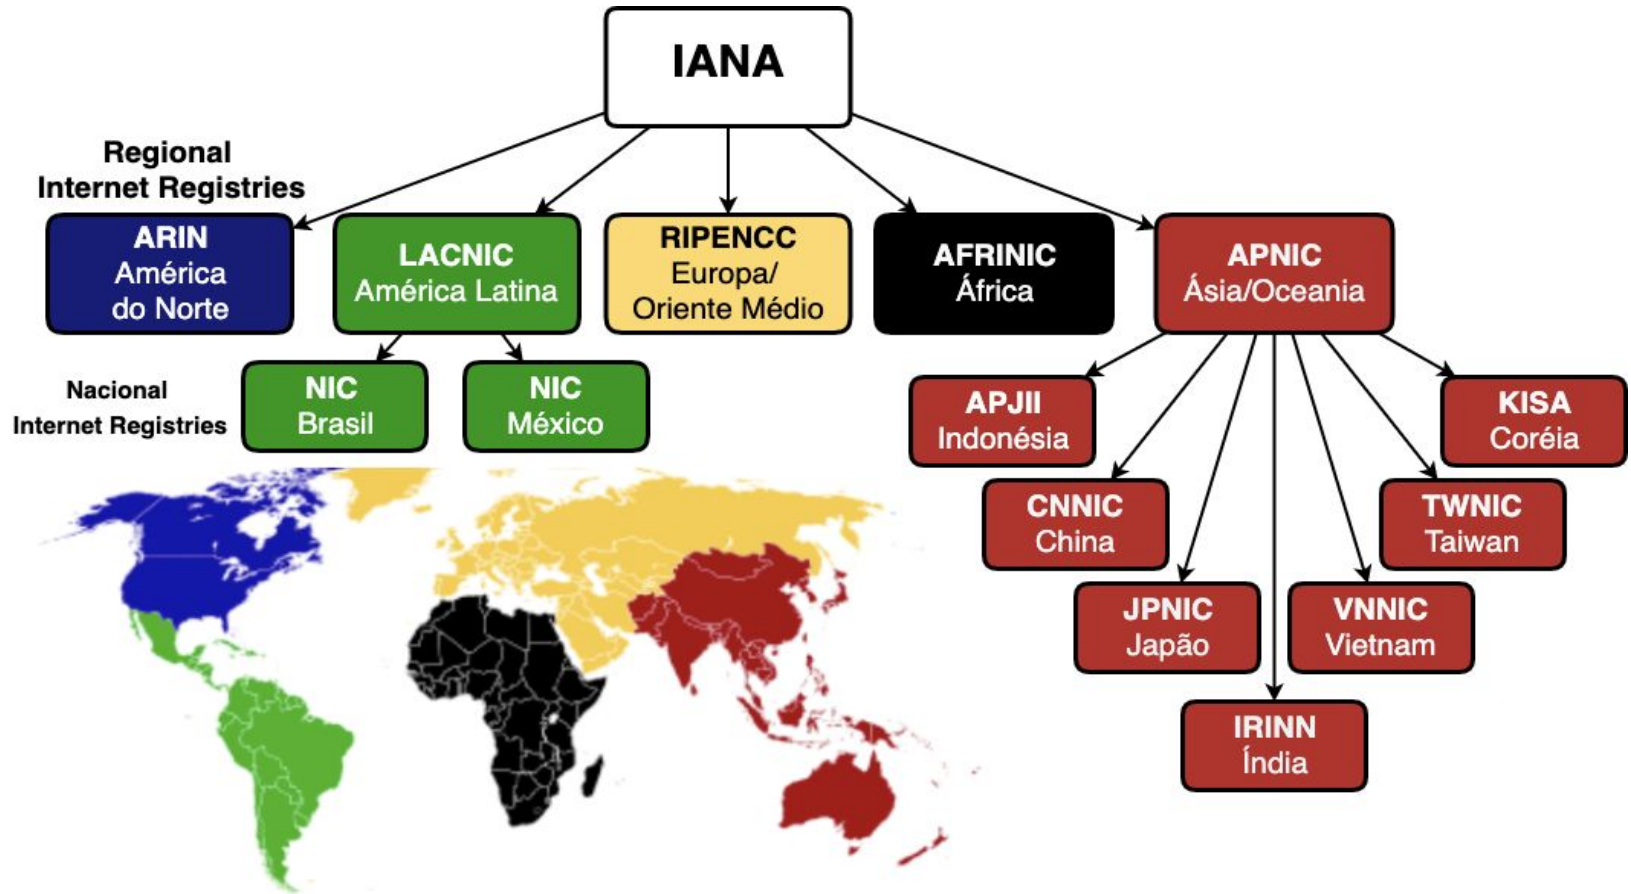 IANA
Regional
Internet Registries
ARIN
América
do Norte
LACNIC
América Latina
RIPENCC
Europa/
Oriente Médio
AFRINIC
África
APNIC
Ásia/Oceania
Nacional
Internet Registries
NIC
Brasil
NIC
México
APJII
Indonésia
KISA
Coréia
CNNIC
China
TWNIC
Taiwan
JPNIC
Japão
VNNIC
Vietnam
IRINN
Índia